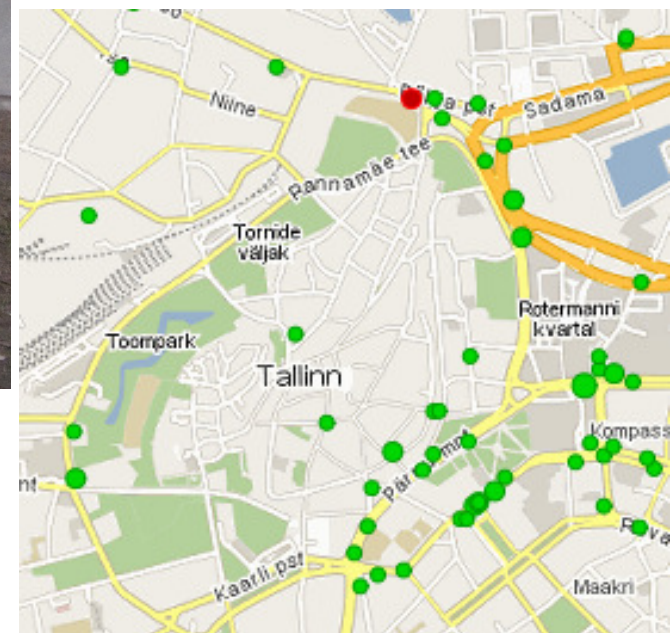 Niine
Sadama
Rannamäe tee
Tornide
väljak
Rotermanni
kvartal
Toompark
Tallinn
Kompass
Kaarli pst
Maakri